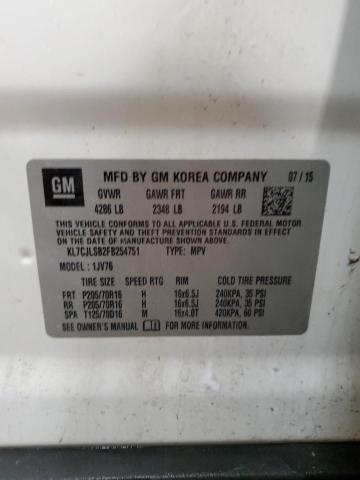 GM
MFD BY GM KOREA COMPANY 07 / 15
GVWR GAWR FRT GAWR RR
4286 LB 2348 LB 2194 LB
THIS VEHICLE CONFORMS TO ALL APPLICABLE U.S. FEDERAL MOTOR
VEHICLE SAFETY AND THEFT PREVENTION STANDARDS IN
EFFECT ON THE DATE OF MANUFACTURE SHOWN ABOVE.
KL7CJLSB2FB254751 TYPE: MPV
MODEL : 1JV76
TIRE SIZE SPEED RTG RIM COLD TIRE PRESSURE
FRT P205/70R16 H 16x6.5J 240KPA, 35 PSI
RR P205/70R16 H 16x6.5J 240KPA, 35 PSI
SPA T125/70D16 M 16x4.0T 420KPA, 60 PSI
SEE OWNER'S MANUAL FOR MORE INFORMATION.